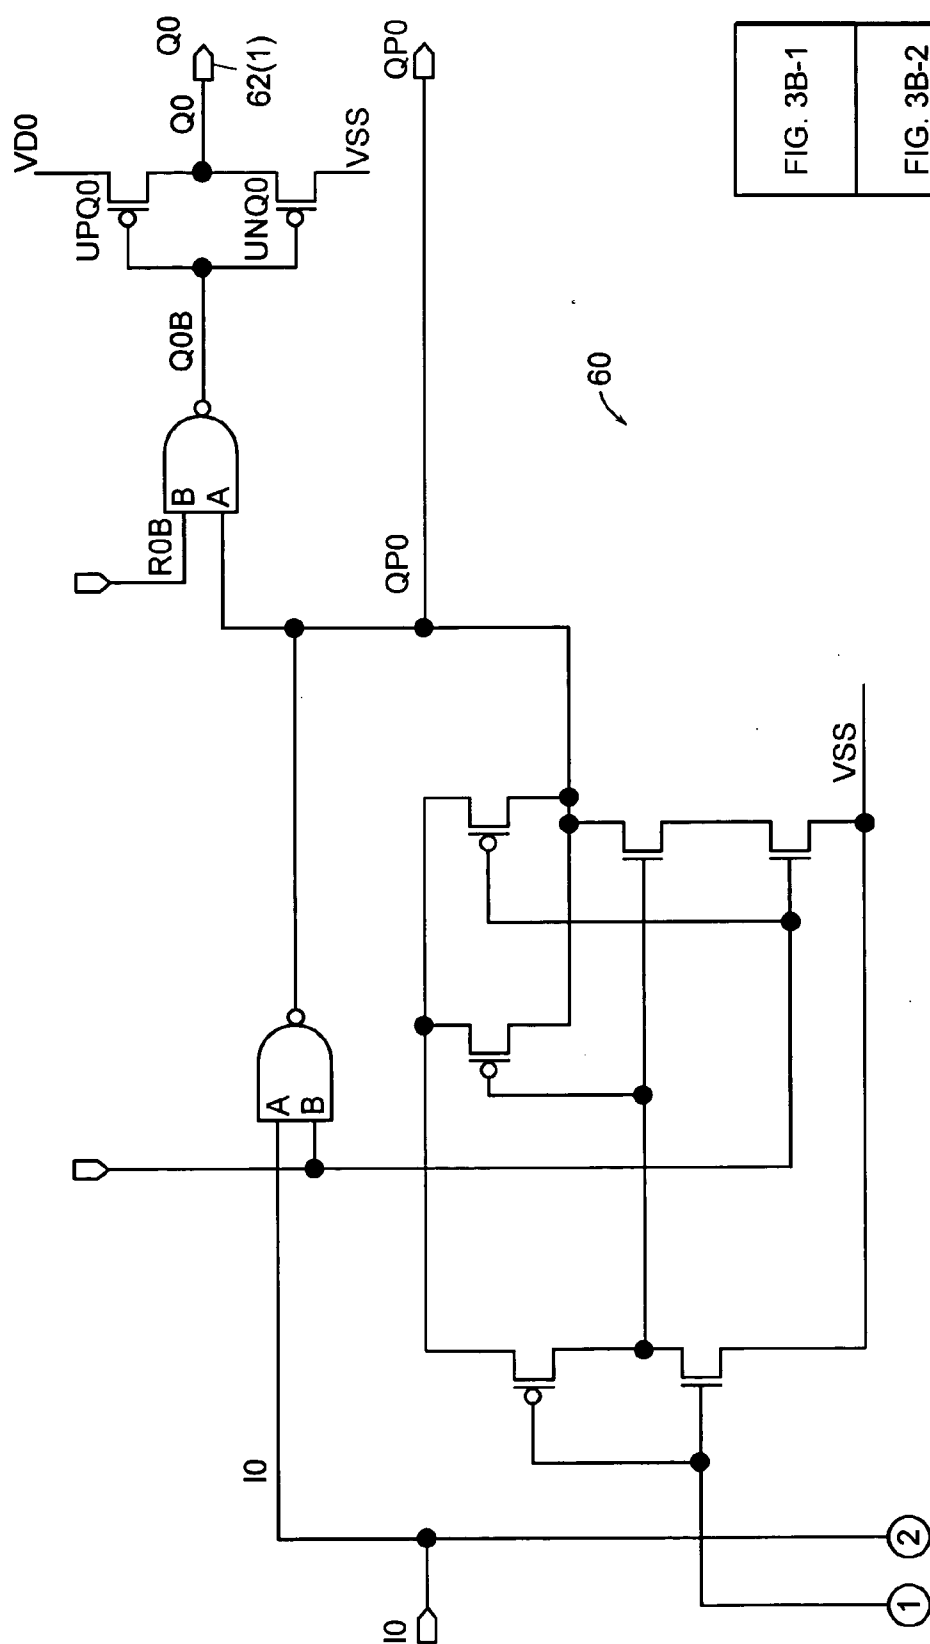 VD0
UPQ0
Q0
Q0
62(1)
UNQ0
VSS
Q0B
B
A
R0B
QP0
QP0
60
FIG. 3B-1
FIG. 3B-2
VSS
A
B
I0
I0
1
2